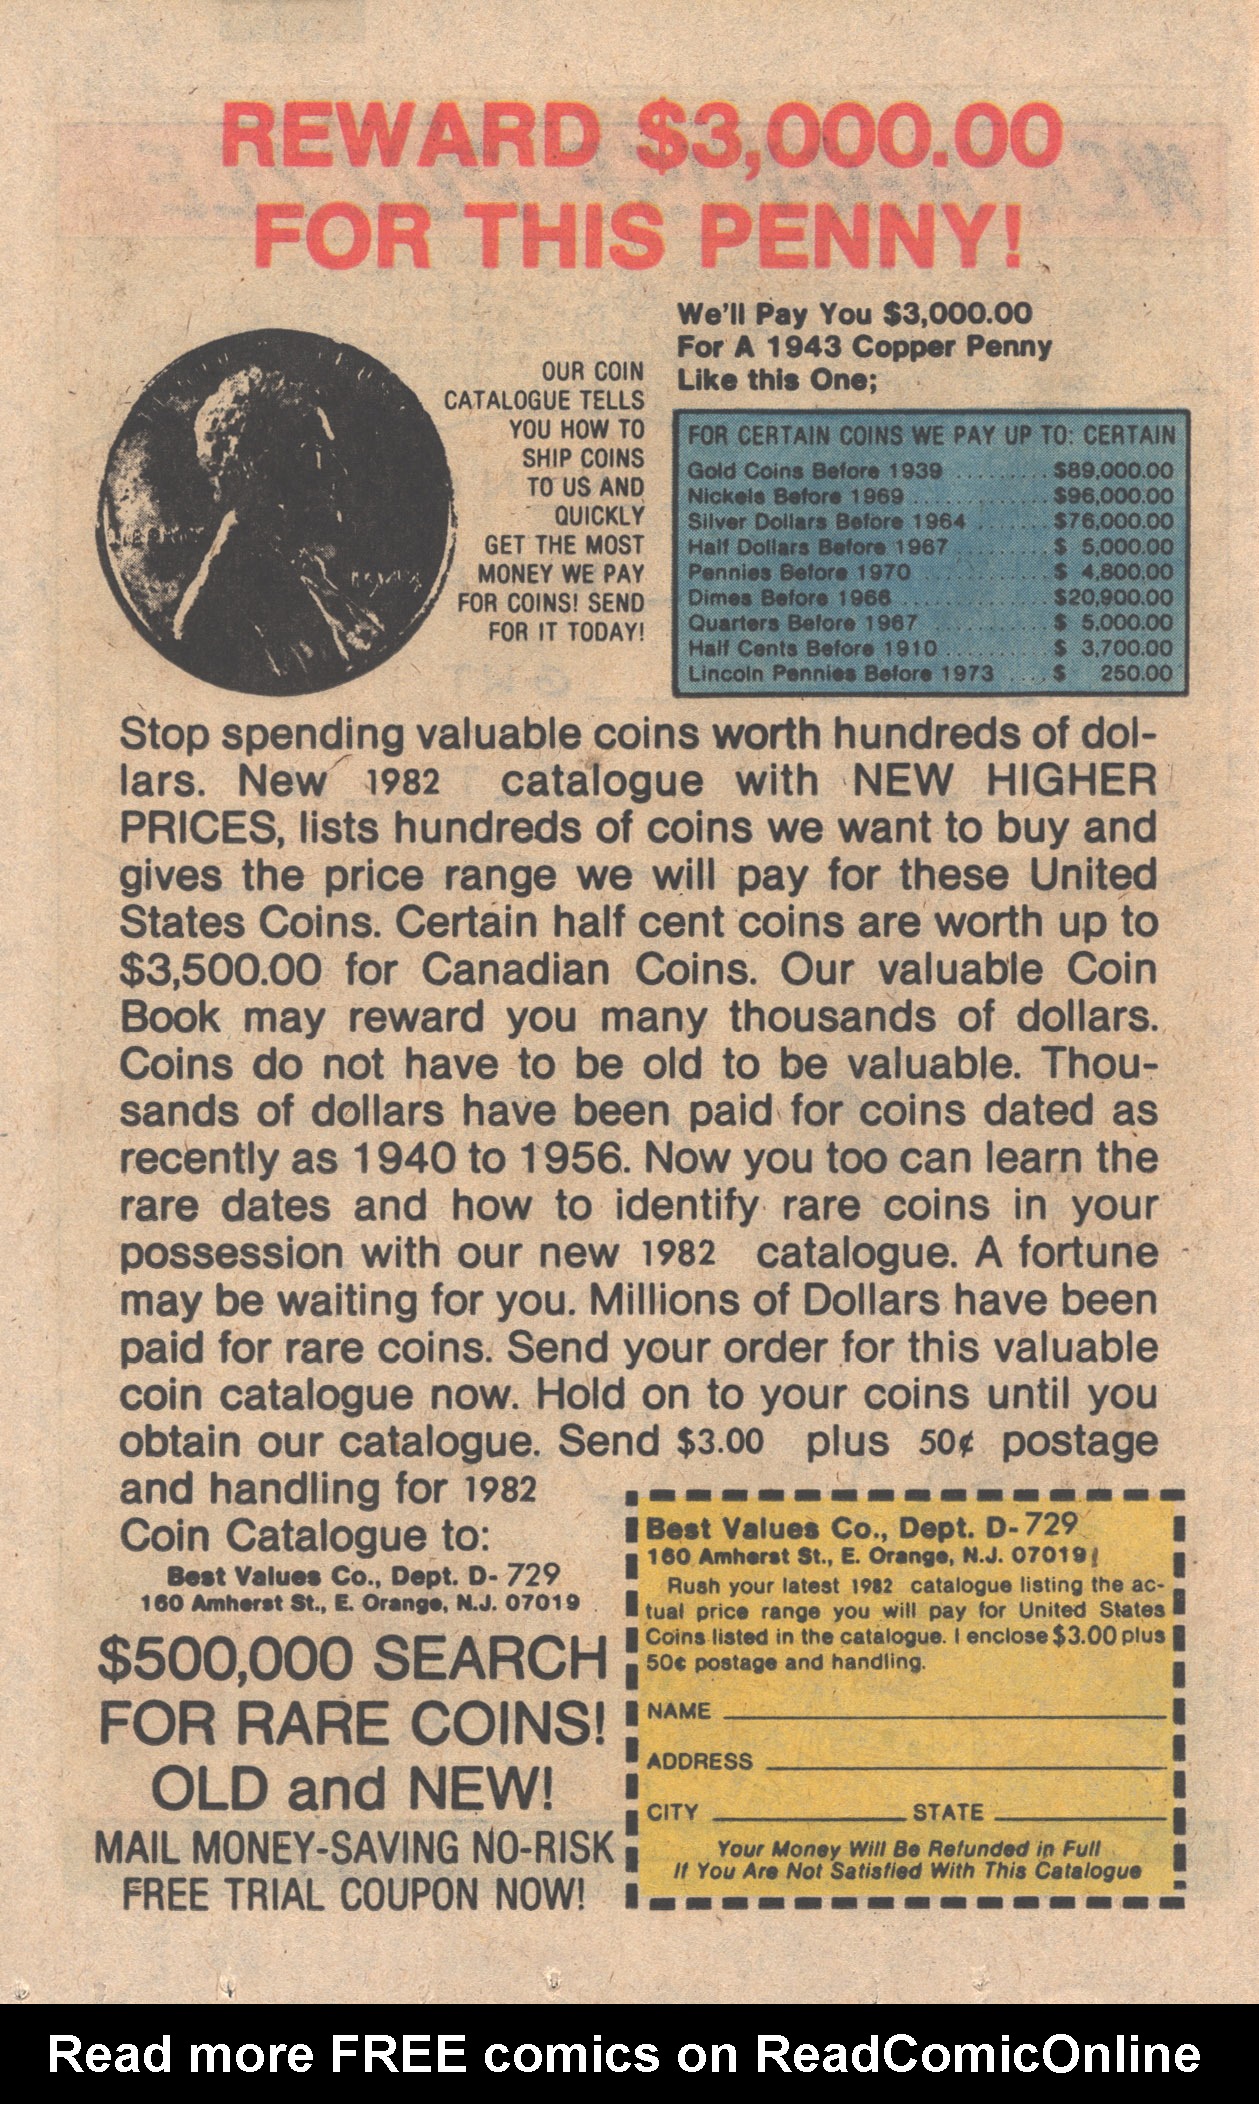 REWARD $3,000.00
FOR THIS PENNY!
We'll Pay You $3,000.00
For A 1943 Copper Penny
Like this One;
OUR COIN
CATALOGUE TELLS
YOU HOW TO
SHIP COINS
TO US AND
QUICKLY
GET THE MOST
MONEY WE PAY
FOR COINS! SEND
FOR IT TODAY!
FOR CERTAIN COINS WE PAY UP TO: CERTAIN
Gold Coins Before 1939 ......... $89,000.00
Nickels Before 1969 ............. $96,000.00
Silver Dollars Before 1964 ....... $76,000.00
Half Dollars Before 1967 ......... $ 5,000.00
Pennies Before 1970 ............ $ 4,800.00
Dimes Before 1966 .............. $20,900.00
Quarters Before 1967 ............ $ 5,000.00
Half Cents Before 1910 .......... $ 3,700.00
Lincoln Pennies Before 1973 .... $ 250.00
Stop spending valuable coins worth hundreds of dol-
lars. New 1982 catalogue with NEW HIGHER
PRICES, lists hundreds of coins we want to buy and
gives the price range we will pay for these United
States Coins. Certain half cent coins are worth up to
$3,500.00 for Canadian Coins. Our valuable Coin
Book may reward you many thousands of dollars.
Coins do not have to be old to be valuable. Thou-
sands of dollars have been paid for coins dated as
recently as 1940 to 1956. Now you too can learn the
rare dates and how to identify rare coins in your
possession with our new 1982 catalogue. A fortune
may be waiting for you. Millions of Dollars have been
paid for rare coins. Send your order for this valuable
coin catalogue now. Hold on to your coins until you
obtain our catalogue. Send $3.00 plus 50¢ postage
and handling for 1982
Coin Catalogue to:
Best Values Co., Dept. D- 729
160 Amherst St., E. Orange, N.J. 07019
$500,000 SEARCH
FOR RARE COINS!
OLD and NEW!
MAIL MONEY-SAVING NO-RISK
FREE TRIAL COUPON NOW!
Best Values Co., Dept. D- 729
160 Amherst St., E. Orange, N.J. 07019
Rush your latest 1982 catalogue listing the ac-
tual price range you will pay for United States
Coins listed in the catalogue. I enclose $3.00 plus
50¢ postage and handling.
NAME
ADDRESS
CITY STATE
Your Money Will Be Refunded in Full
If You Are Not Satisfied With This Catalogue
Read more FREE comics on ReadComicOnline